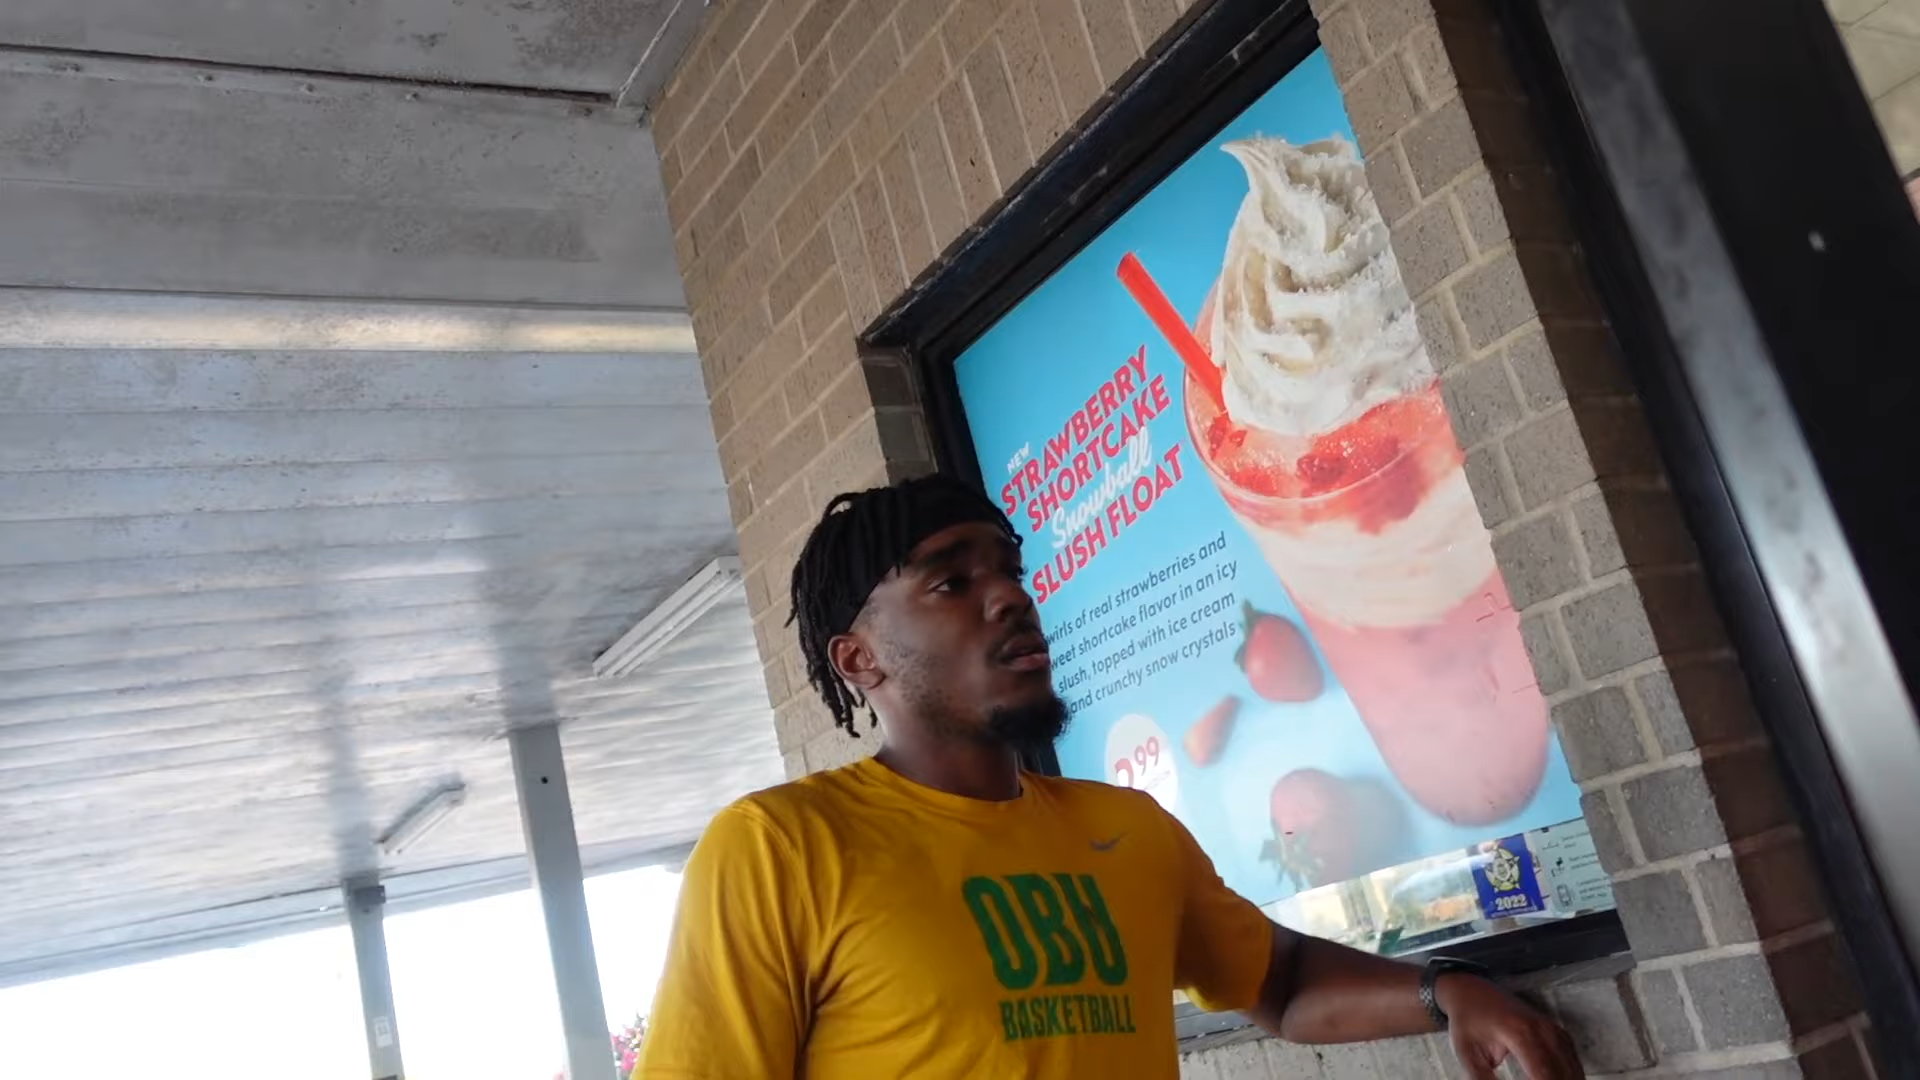 NEW
STRAWBERRY
SHORTCAKE
Snowball
SLUSH FLOAT
wirls of real strawberries and
weet shortcake flavor in an icy
slush, topped with ice cream
and crunchy snow crystals
99
OBU
BASKETBALL
2022